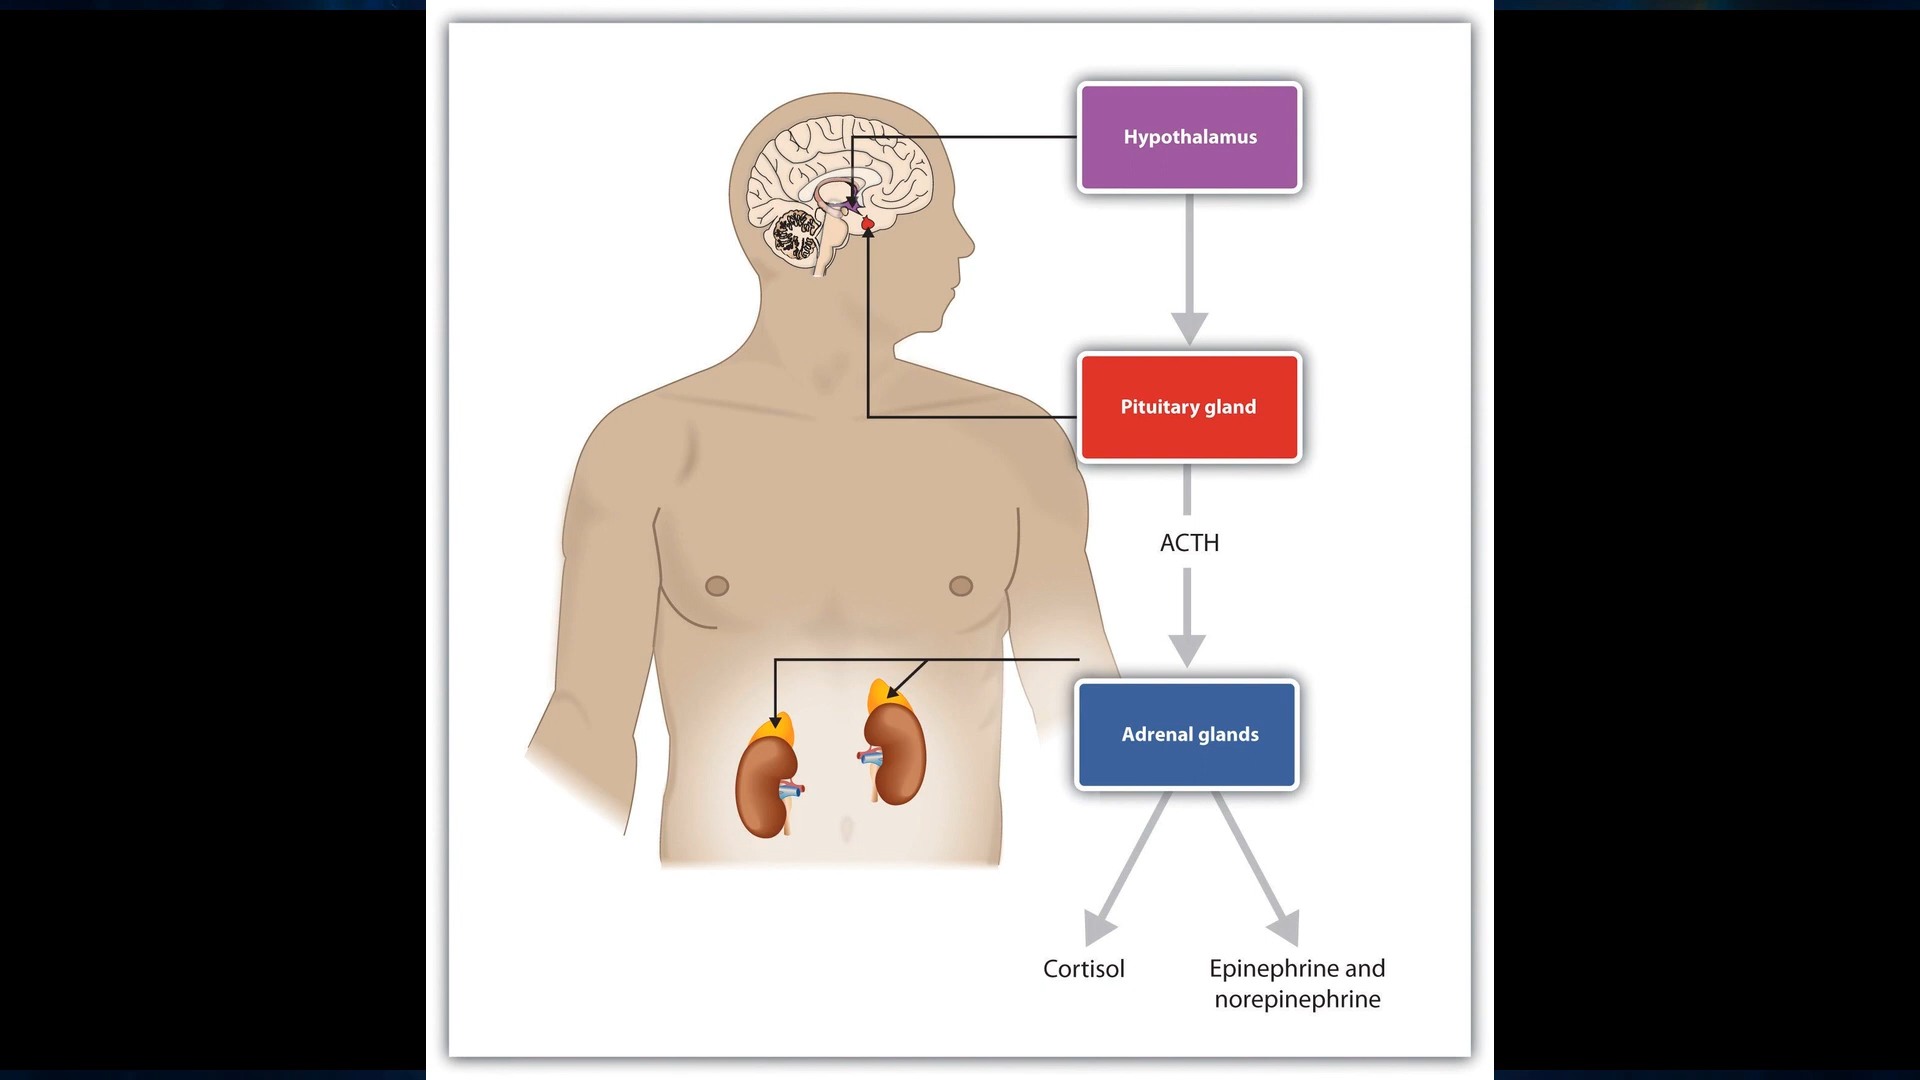 Hypothalamus
Pituitary gland
ACTH
Adrenal glands
Cortisol
Epinephrine and
norepinephrine